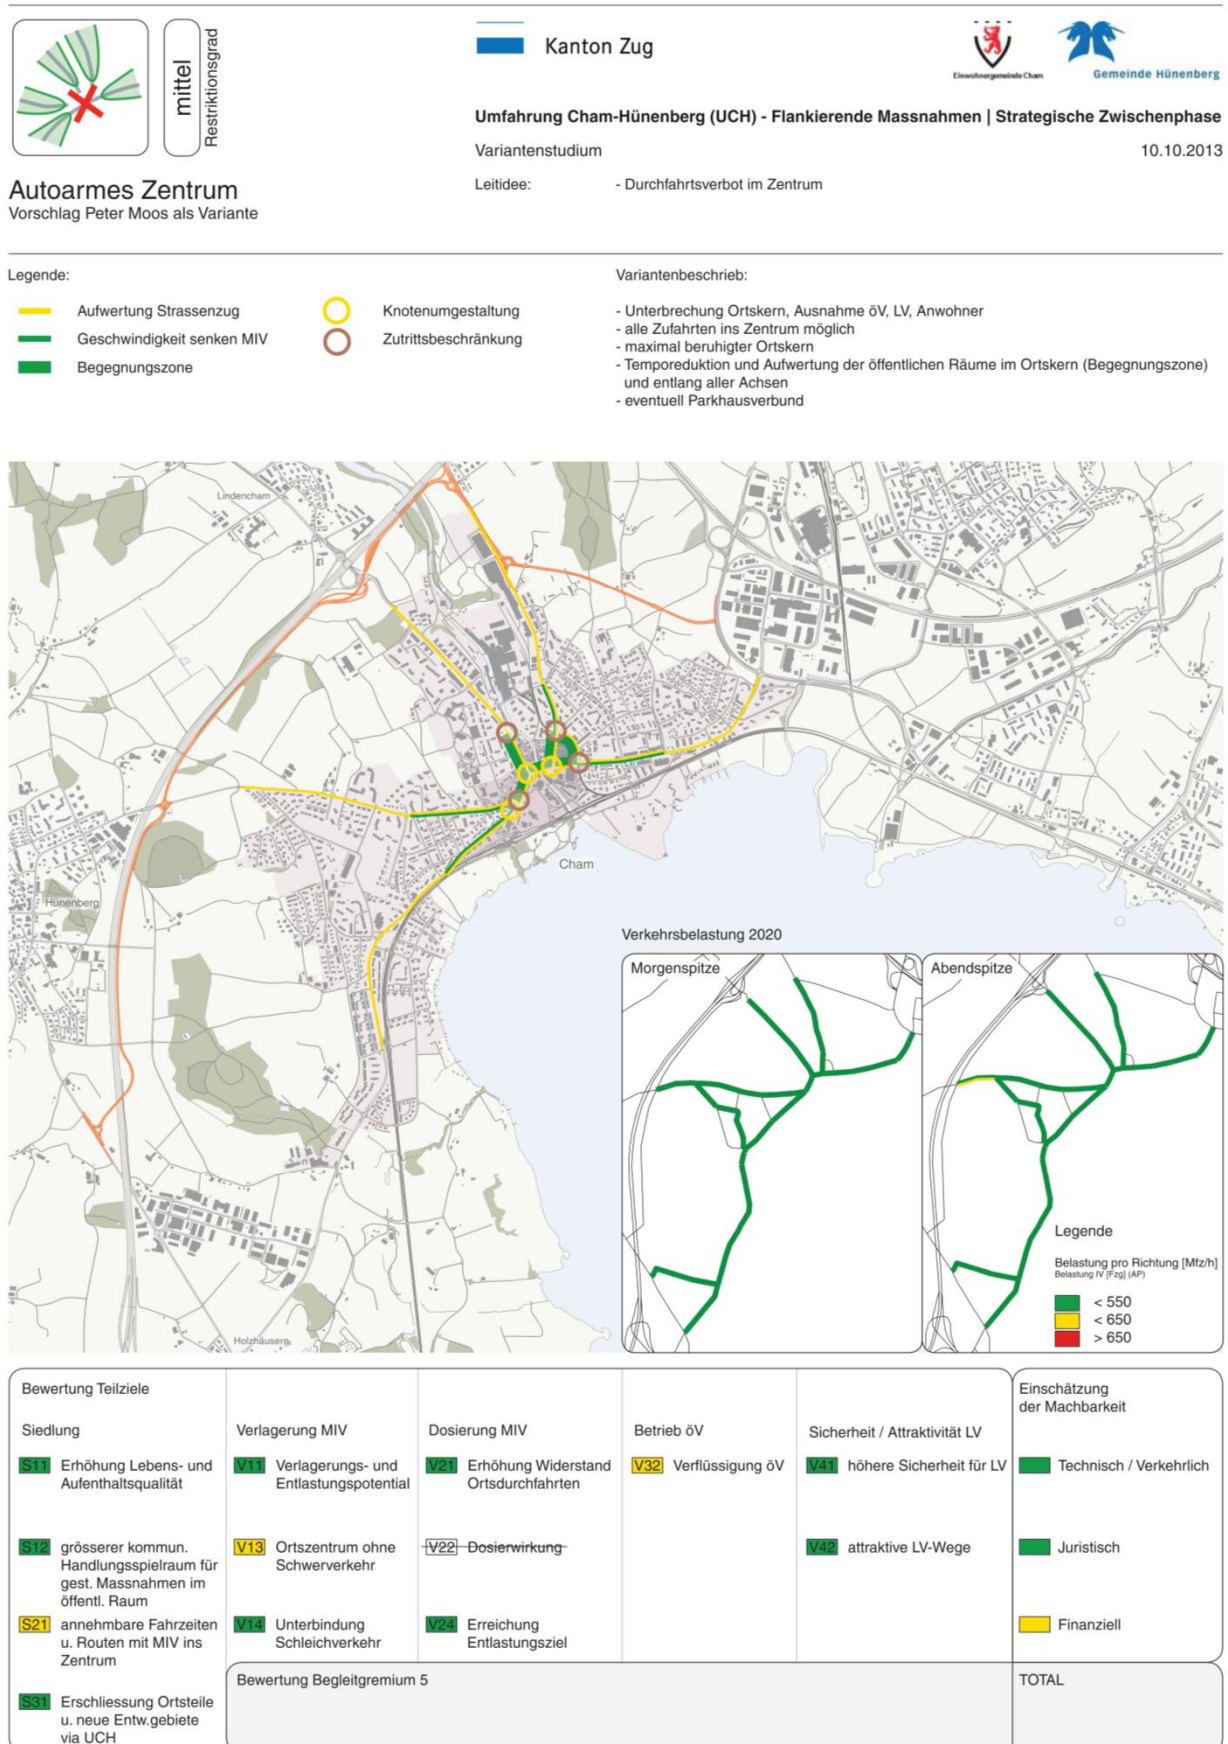 mittel
Restriktionsgrad
Kanton Zug
Einwohnergemeinde Cham
Gemeinde Hünenberg
Umfahrung Cham-Hünenberg (UCH) - Flankierende Massnahmen | Strategische Zwischenphase
Variantenstudium
10.10.2013
Autoarmes Zentrum
Vorschlag Peter Moos als Variante
Leitidee:
- Durchfahrtsverbot im Zentrum
Legende:
Aufwertung Strassenzug
Geschwindigkeit senken MIV
Begegnungszone
Knotenumgestaltung
Zutrittsbeschränkung
Variantenbeschrieb:
- Unterbrechung Ortskern, Ausnahme öV, LV, Anwohner
- alle Zufahrten ins Zentrum möglich
- maximal beruhigter Ortskern
- Temporeduktion und Aufwertung der öffentlichen Räume im Ortskern (Begegnungszone)
und entlang aller Achsen
- eventuell Parkhausverbund
Lindencham
Cham
Hünenberg
Holzhäusern
Verkehrsbelastung 2020
Morgenspitze
Abendspitze
Legende
Belastung pro Richtung [Mfz/h]
Belastung IV [Fzg] (AP)
< 550
< 650
> 650
Bewertung Teilziele
Siedlung
S11 Erhöhung Lebens- und
Aufenthaltsqualität
S12 grösserer kommun.
Handlungsspielraum für
gest. Massnahmen im
öffentl. Raum
S21 annehmbare Fahrzeiten
u. Routen mit MIV ins
Zentrum
S31 Erschliessung Ortsteile
u. neue Entw.gebiete
via UCH
Verlagerung MIV
V11 Verlagerungs- und
Entlastungspotential
V13 Ortszentrum ohne
Schwerverkehr
V14 Unterbindung
Schleichverkehr
Dosierung MIV
V21 Erhöhung Widerstand
Ortsdurchfahrten
V22 Dosierwirkung
V24 Erreichung
Entlastungsziel
Betrieb öV
V32 Verflüssigung öV
Sicherheit / Attraktivität LV
V41 höhere Sicherheit für LV
V42 attraktive LV-Wege
Einschätzung
der Machbarkeit
Technisch / Verkehrlich
Juristisch
Finanziell
Bewertung Begleitgremium 5
TOTAL